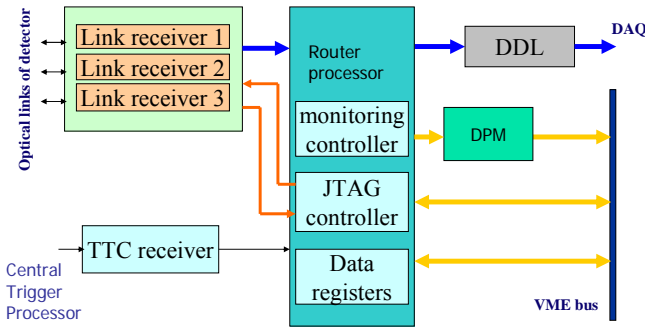 Optical links of detector
Link receiver 1
Link receiver 2
Link receiver 3
Router
processor
DDL
DAQ
monitoring
controller
DPM
JTAG
controller
TTC receiver
Data
registers
Central
Trigger
Processor
VME bus